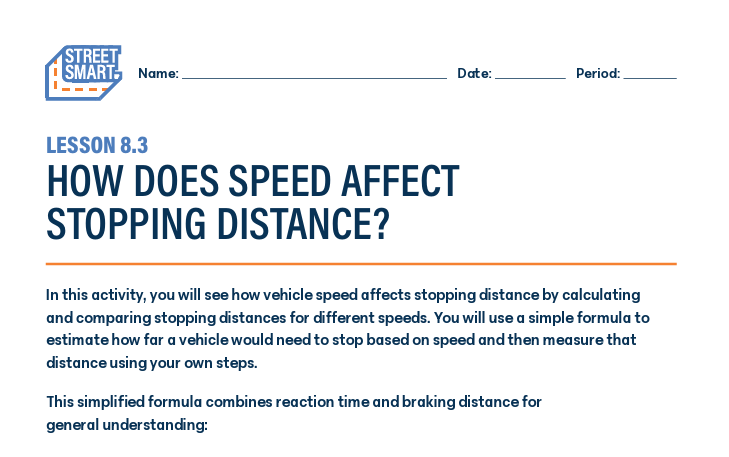 STREET
SMART
Name: Date: Period:
LESSON 8.3
HOW DOES SPEED AFFECT
STOPPING DISTANCE?
In this activity, you will see how vehicle speed affects stopping distance by calculating
and comparing stopping distances for different speeds. You will use a simple formula to
estimate how far a vehicle would need to stop based on speed and then measure that
distance using your own steps.
This simplified formula combines reaction time and braking distance for
general understanding: